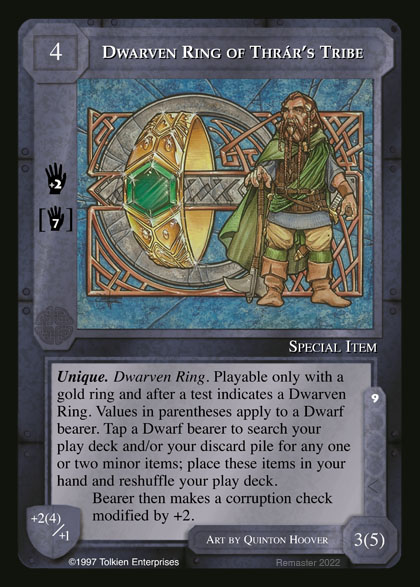 4
DWARVEN RING OF THRÁR'S TRIBE
+2
[7]
SPECIAL ITEM
Unique. Dwarven Ring. Playable only with a
gold ring and after a test indicates a Dwarven
Ring. Values in parentheses apply to a Dwarf
bearer. Tap a Dwarf bearer to search your
play deck and/or your discard pile for any one
or two minor items; place these items in your
hand and reshuffle your play deck.
Bearer then makes a corruption check
modified by +2.
9
+2(4)/+1
ART BY QUINTON HOOVER
3(5)
©1997 Tolkien Enterprises
Remaster 2022